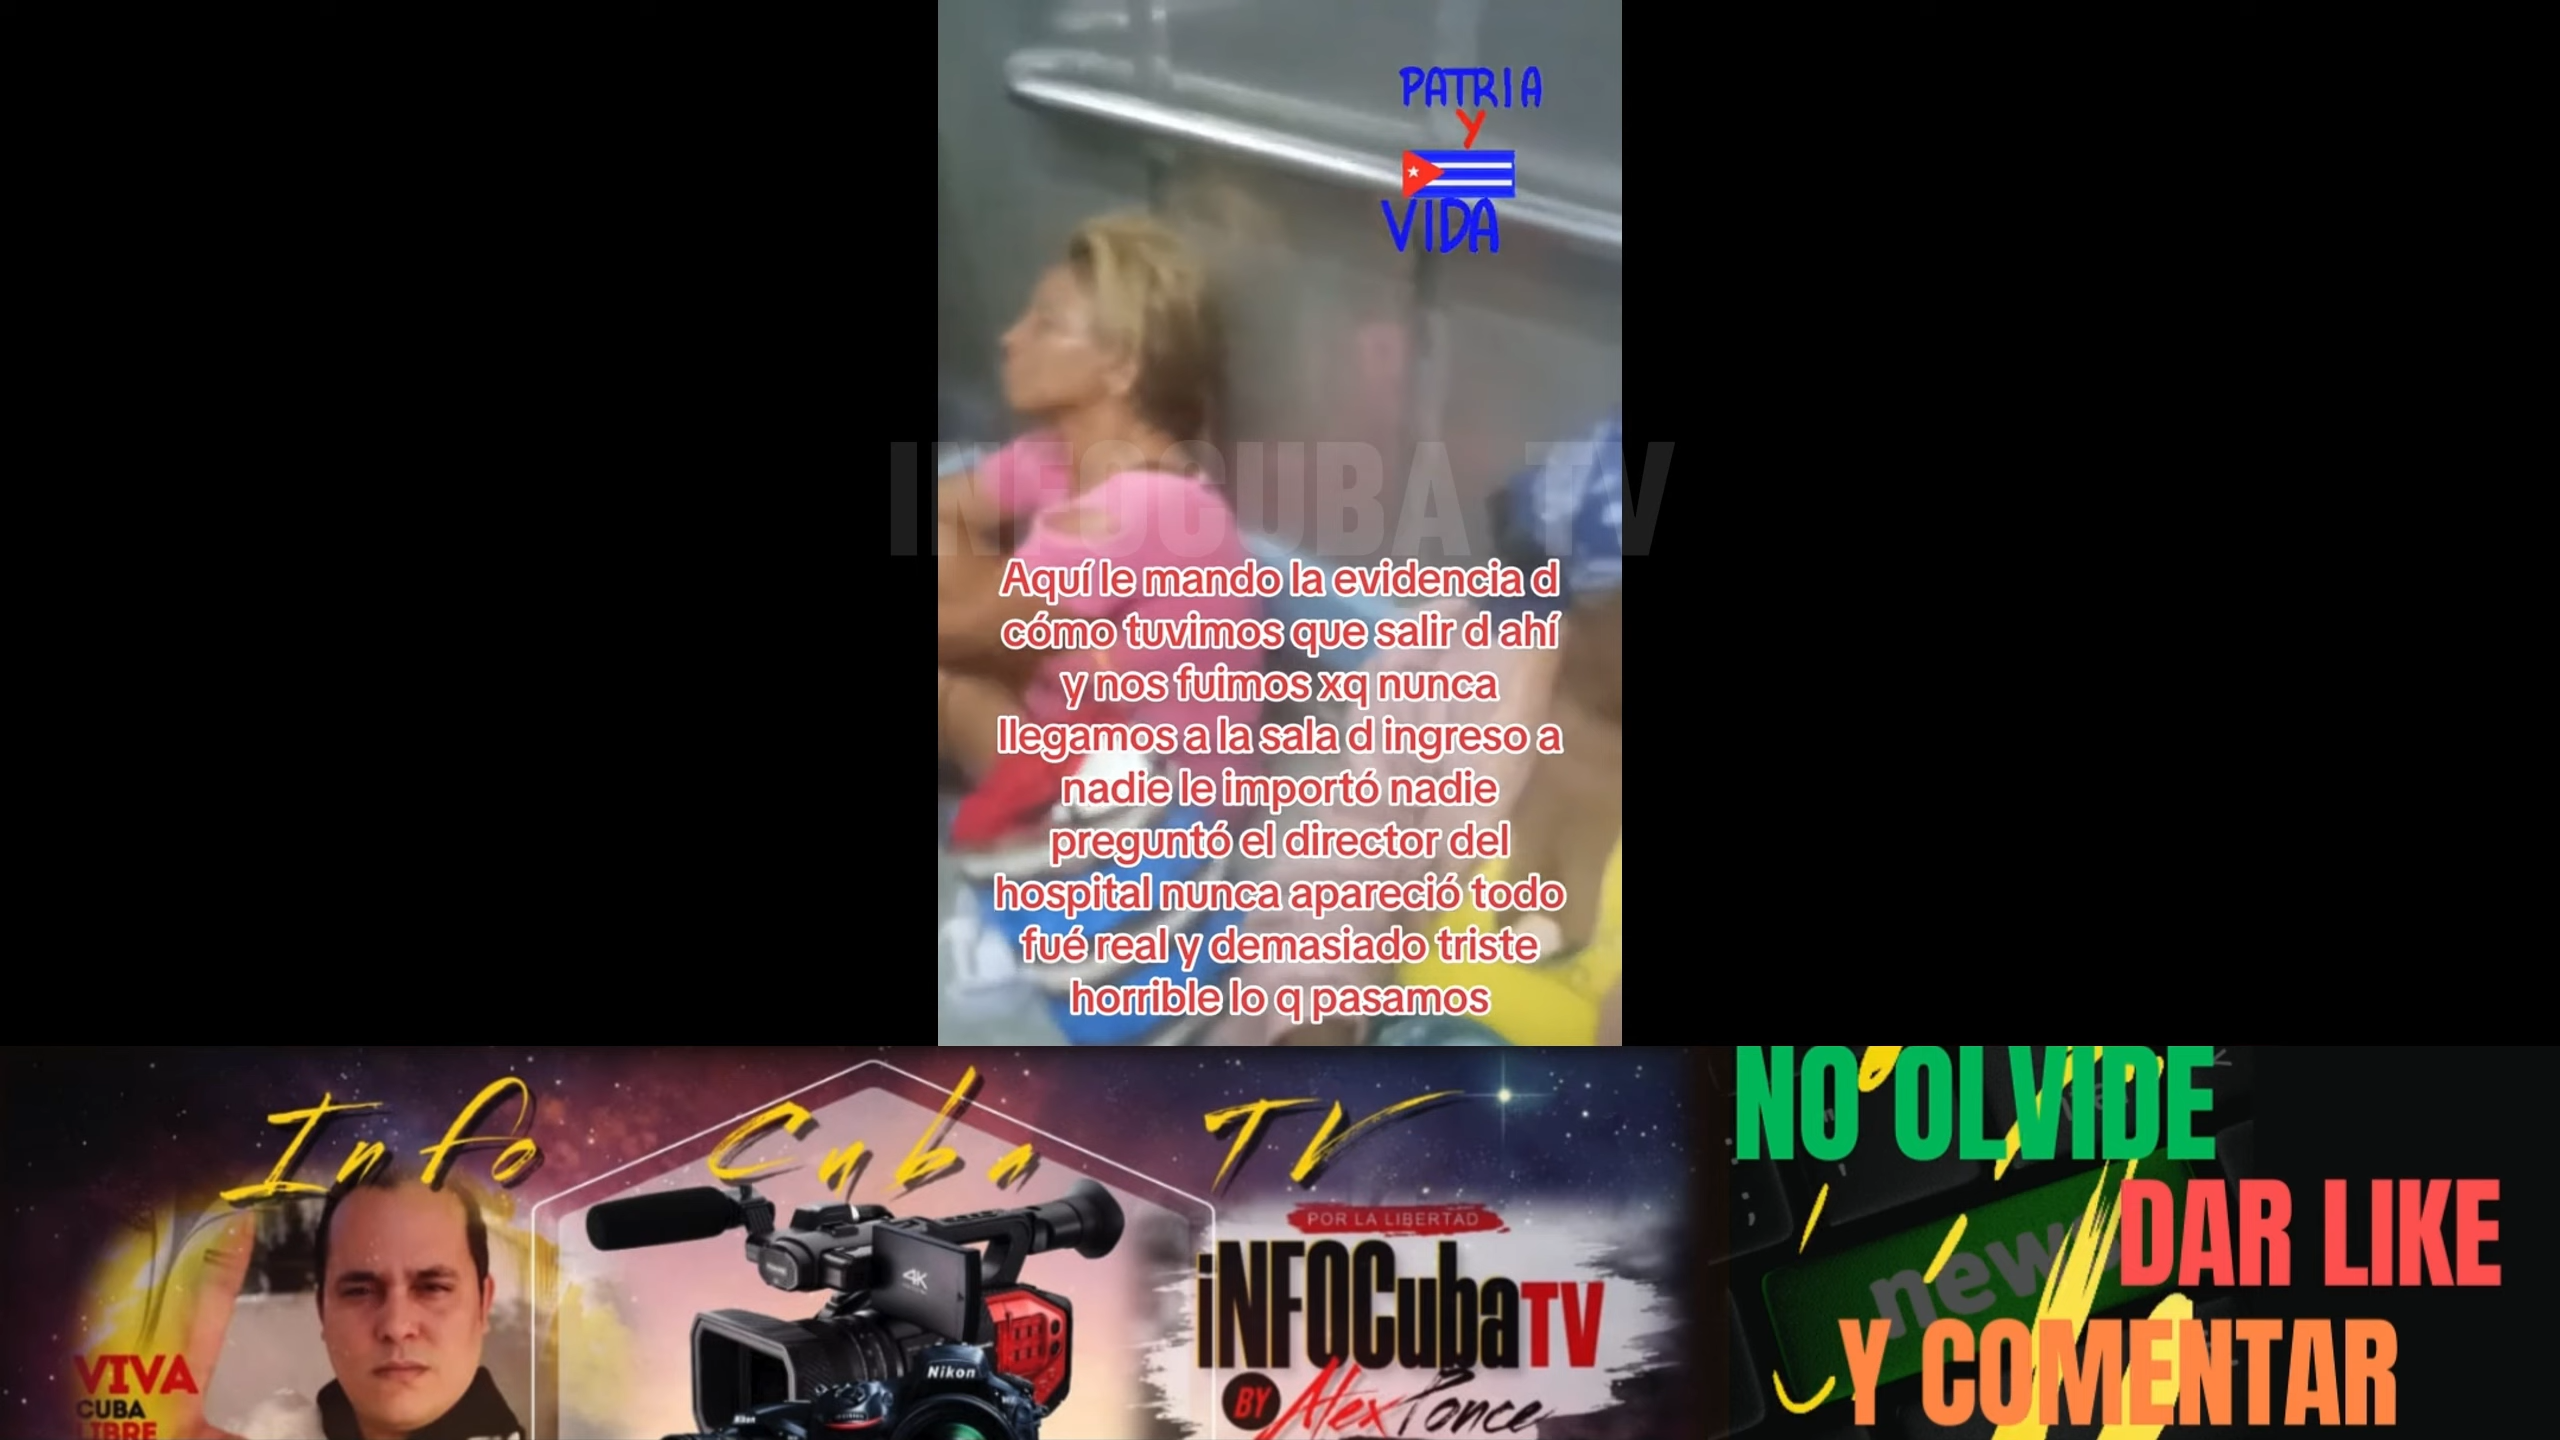 PATRIA
Y
VIDA
INFOCUBA TV
Aquí le mando la evidencia d
cómo tuvimos que salir d ahí
y nos fuimos xq nunca
llegamos a la sala d ingreso a
nadie le importó nadie
preguntó el director del
hospital nunca apareció todo
fué real y demasiado triste
horrible lo q pasamos
Info Cuba TV
VIVA
CUBA
LIBRE
4K
Nikon
Nikon
POR LA LIBERTAD
iNFOCubaTV
BY Alex Ponce
NO OLVIDE
DAR LIKE
news
Y COMENTAR